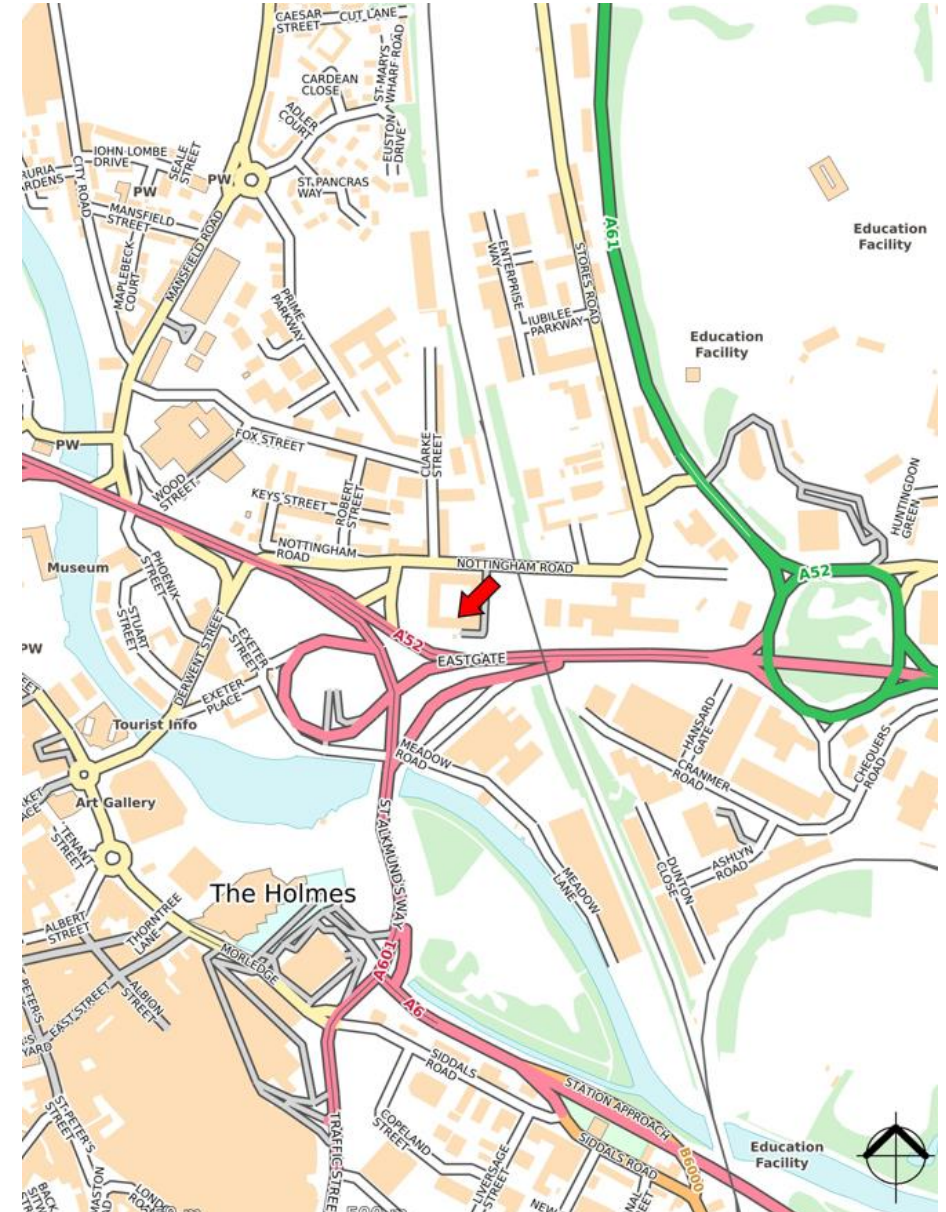 CAESAR
STREET
CUT LANE
ST-MARYS
WHARF ROAD
CARDEAN
CLOSE
ADLER
COURT
EUSTON
DRIVE
JOHN LOMBE
DRIVE
SEALE
STREET
PW
PW
ST.PANCRAS
WAY
CITY ROAD
MANSFIELD
STREET
MAPLEBECK
COURT
MANSFIELD ROAD
PRIME
PARKWAY
ENTERPRISE
WAY
JUBILEE
PARKWAY
STORES ROAD
A61
Education
Facility
Education
Facility
PW
FOX STREET
CLARKE
STREET
WOOD
STREET
KEYS STREET
ROBERT
STREET
HUNTINGDON
GREEN
NOTTINGHAM
ROAD
NOTTINGHAM ROAD
Museum
PHOENIX
STREET
STUART
STREET
A52
A52
EASTGATE
PW
DERWENT STREET
EXETER
STREET
EXETER
PLACE
Tourist Info
MEADOW
ROAD
HANSARD
GATE
CRANMER
ROAD
CHEQUERS
ROAD
Art Gallery
TENANT
STREET
ST.ALKMUND'S WAY
MEADOW
LANE
DUNTON
CLOSE
ASHLYN
ROAD
The Holmes
ALBERT
STREET
THORNTREE
LANE
MORLEDGE
A601
ALBION
STREET
EAST STREET
YARD
A6
SIDDALS
ROAD
STATION APPROACH
COPELAND
STREET
SIDDALS ROAD
B6000
Education
Facility
ST-PETER'S
STREET
TRAFFIC STREE